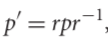 p′ = rpr⁻¹,